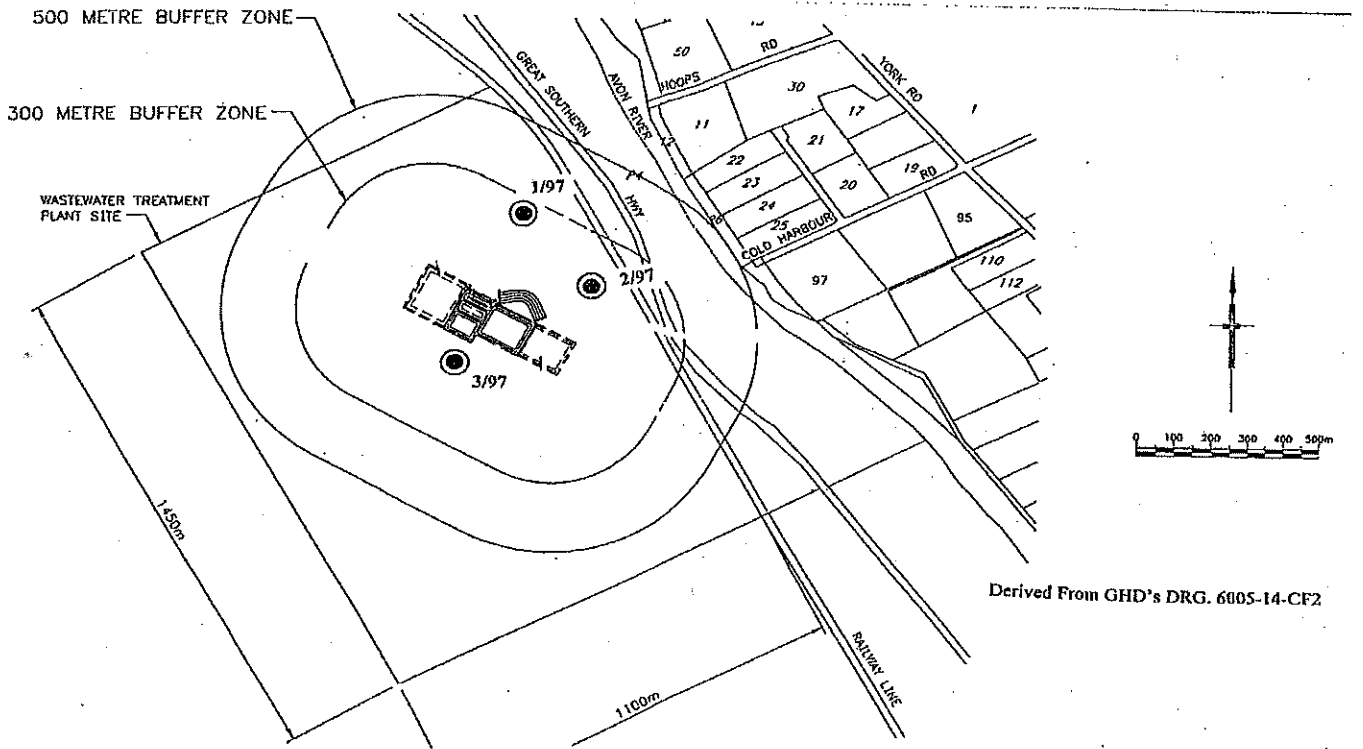 500 METRE BUFFER ZONE
300 METRE BUFFER ZONE
WASTEWATER TREATMENT
PLANT SITE
1/97
2/97
3/97
GREAT SOUTHERN
HWY
AVON RIVER
HOOPS RD
YORK RD
COLD HARBOUR RD
50
30
17
1
11
21
22
19
23
20
24
25
26
95
97
110
112
1450m
1100m
RAILWAY LINE
0 100 200 300 400 500m
Derived From GHD's DRG. 6005-14-CF2